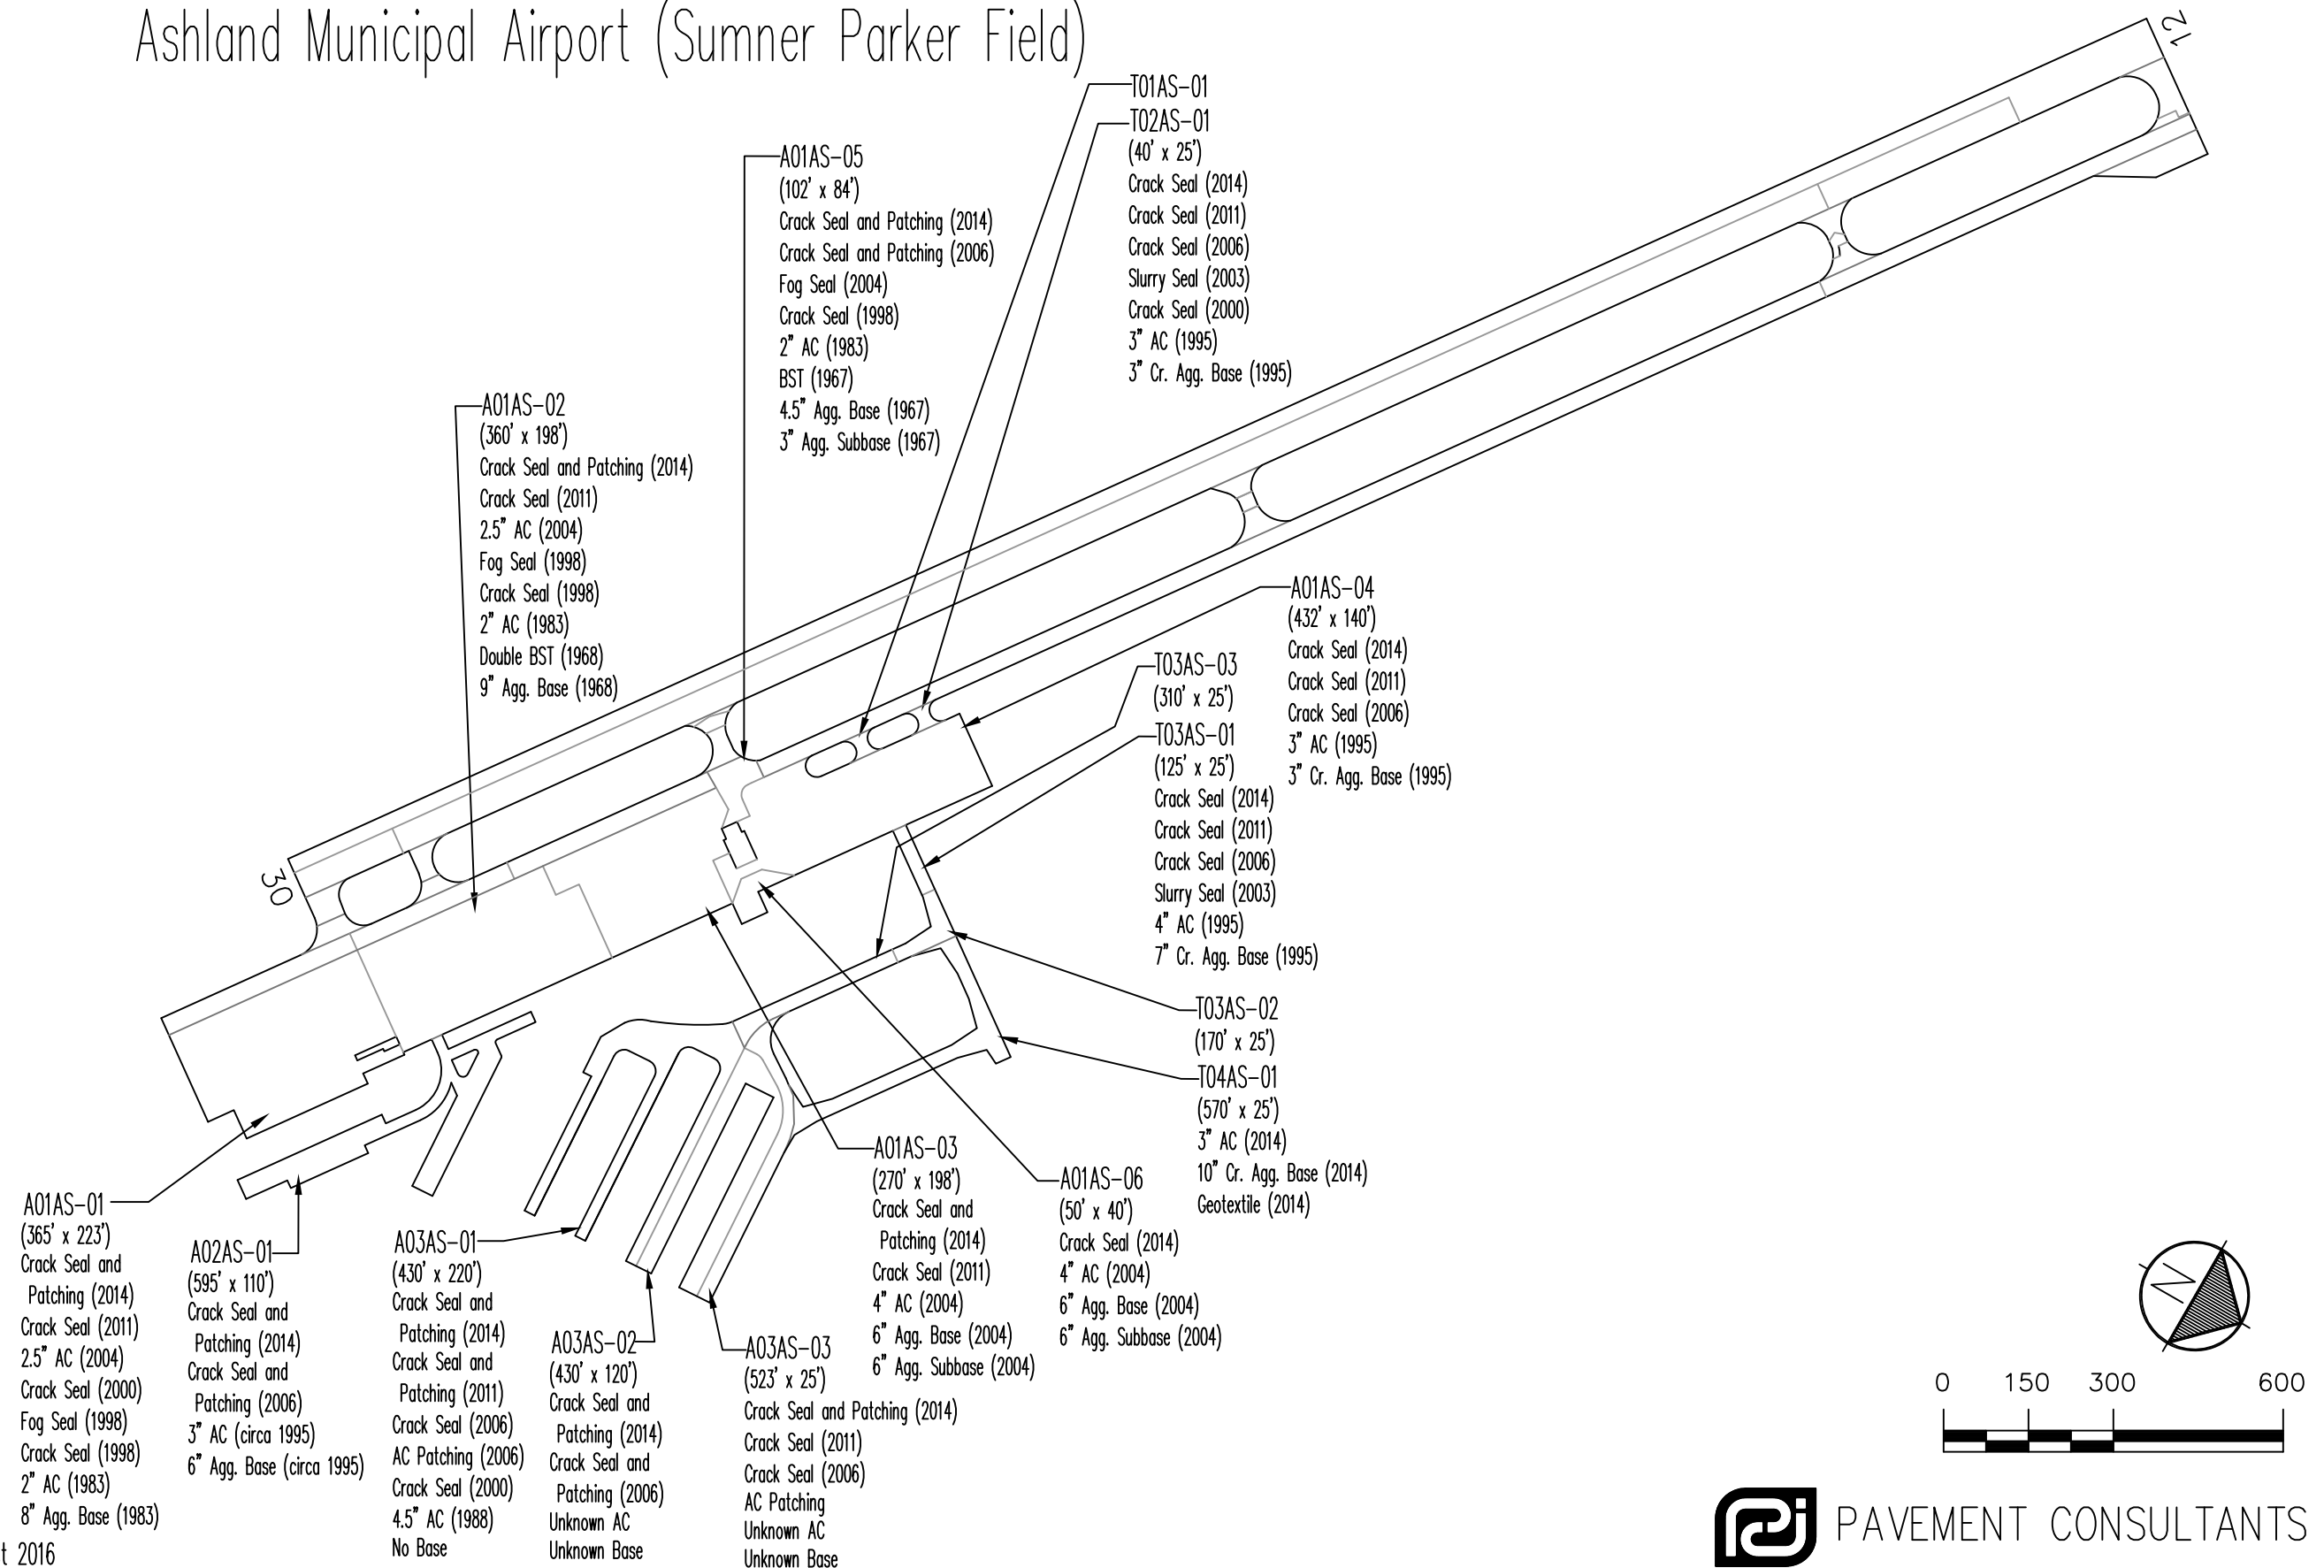 Ashland Municipal Airport (Sumner Parker Field)
12
T01AS-01
T02AS-01
(40' x 25')
Crack Seal (2014)
Crack Seal (2011)
Crack Seal (2006)
Slurry Seal (2003)
Crack Seal (2000)
3" AC (1995)
3" Cr. Agg. Base (1995)
A01AS-05
(102' x 84')
Crack Seal and Patching (2014)
Crack Seal and Patching (2006)
Fog Seal (2004)
Crack Seal (1998)
2" AC (1983)
BST (1967)
4.5" Agg. Base (1967)
3" Agg. Subbase (1967)
A01AS-02
(360' x 198')
Crack Seal and Patching (2014)
Crack Seal (2011)
2.5" AC (2004)
Fog Seal (1998)
Crack Seal (1998)
2" AC (1983)
Double BST (1968)
9" Agg. Base (1968)
A01AS-04
(432' x 140')
Crack Seal (2014)
Crack Seal (2011)
Crack Seal (2006)
3" AC (1995)
3" Cr. Agg. Base (1995)
T03AS-03
(310' x 25')
T03AS-01
(125' x 25')
Crack Seal (2014)
Crack Seal (2011)
Crack Seal (2006)
Slurry Seal (2003)
4" AC (1995)
7" Cr. Agg. Base (1995)
30
T03AS-02
(170' x 25')
T04AS-01
(570' x 25')
3" AC (2014)
10" Cr. Agg. Base (2014)
Geotextile (2014)
A01AS-01
(365' x 223')
Crack Seal and
Patching (2014)
Crack Seal (2011)
2.5" AC (2004)
Crack Seal (2000)
Fog Seal (1998)
Crack Seal (1998)
2" AC (1983)
8" Agg. Base (1983)
A02AS-01
(595' x 110')
Crack Seal and
Patching (2014)
Crack Seal and
Patching (2006)
3" AC (circa 1995)
6" Agg. Base (circa 1995)
A03AS-01
(430' x 220')
Crack Seal and
Patching (2014)
Crack Seal and
Patching (2011)
Crack Seal (2006)
AC Patching (2006)
Crack Seal (2000)
4.5" AC (1988)
No Base
A03AS-02
(430' x 120')
Crack Seal and
Patching (2014)
Crack Seal and
Patching (2006)
Unknown AC
Unknown Base
A03AS-03
(523' x 25')
Crack Seal and Patching (2014)
Crack Seal (2011)
Crack Seal (2006)
AC Patching
Unknown AC
Unknown Base
A01AS-03
(270' x 198')
Crack Seal and
Patching (2014)
Crack Seal (2011)
4" AC (2004)
6" Agg. Base (2004)
6" Agg. Subbase (2004)
A01AS-06
(50' x 40')
Crack Seal (2014)
4" AC (2004)
6" Agg. Base (2004)
6" Agg. Subbase (2004)
N
0 150 300 600
PAVEMENT CONSULTANTS
t 2016